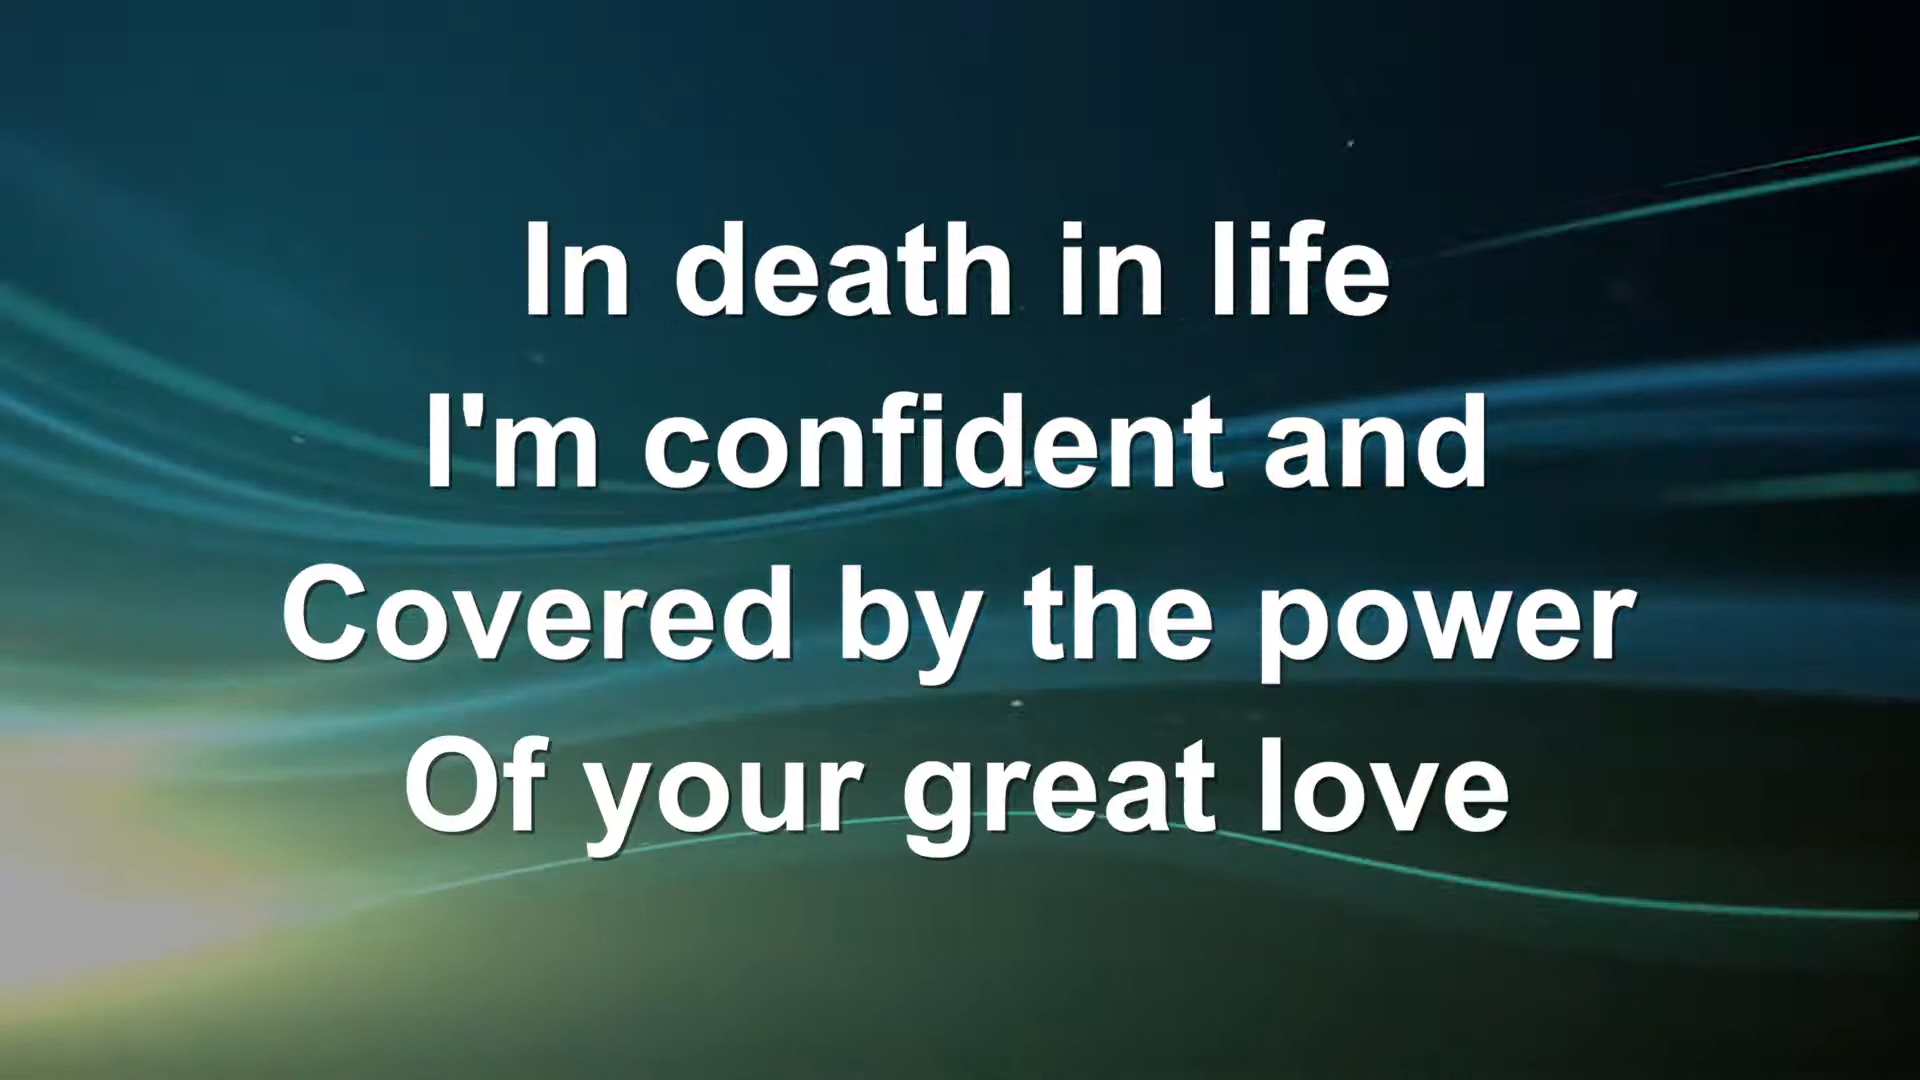 In death in life
I'm confident and
Covered by the power
Of your great love